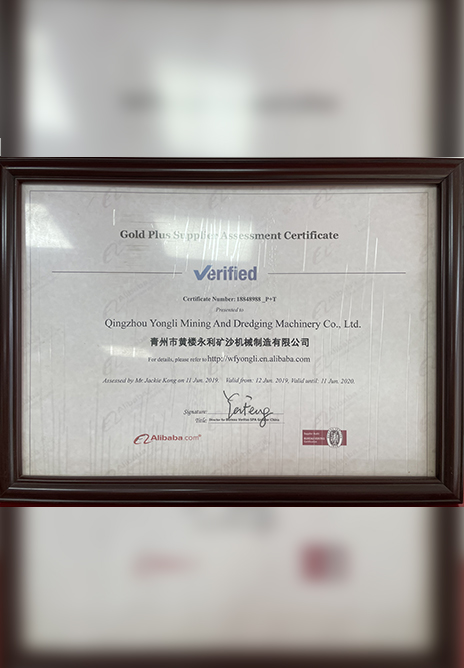 Gold Plus Supplier Assessment Certificate
Verified
Certificate Number: 18848988 _P+T
Presented to
Qingzhou Yongli Mining And Dredging Machinery Co., Ltd.
青州市黄楼永利矿沙机械制造有限公司
For details, please refer to http://wfyongli.en.alibaba.com
Assessed by Mr Jackie Kong on 11 Jun, 2019. Valid from: 12 Jun, 2019, Valid until: 11 Jun, 2020.
Signature:
Title:
Alibaba.com